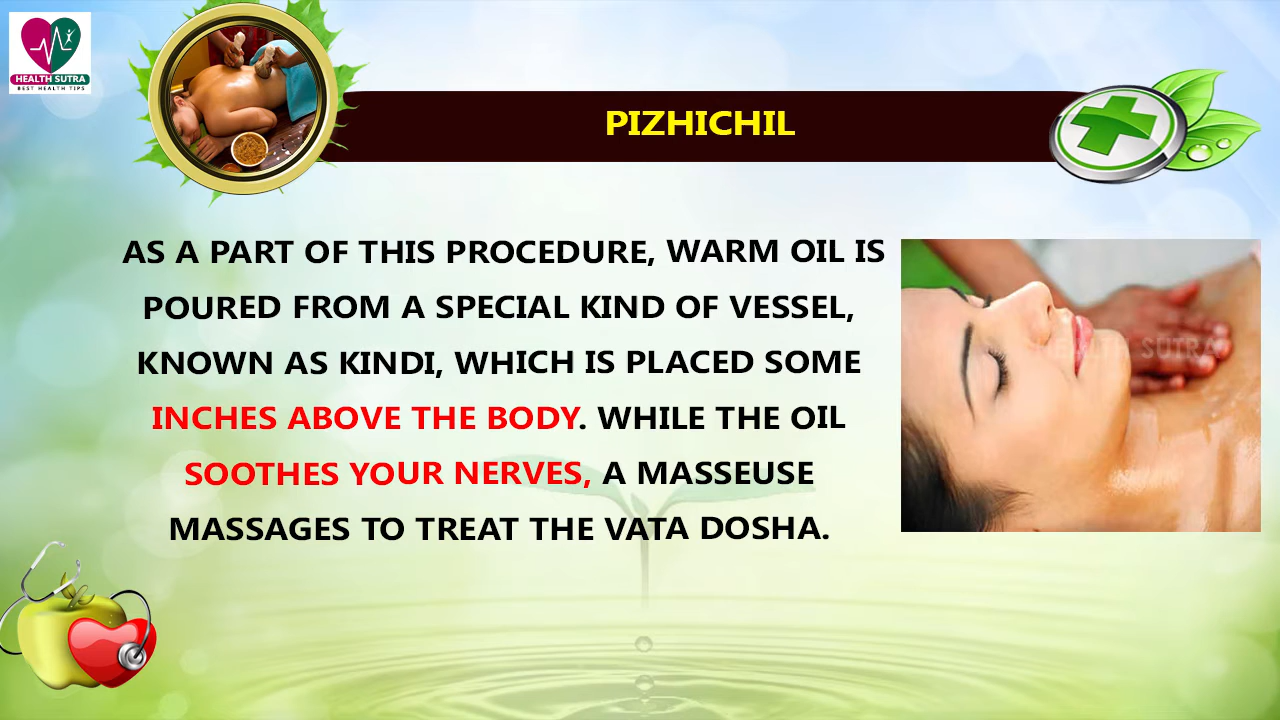 HEALTH SUTRA
BEST HEALTH TIPS
PIZHICHIL
AS A PART OF THIS PROCEDURE, WARM OIL IS
POURED FROM A SPECIAL KIND OF VESSEL,
KNOWN AS KINDI, WHICH IS PLACED SOME
INCHES ABOVE THE BODY. WHILE THE OIL
SOOTHES YOUR NERVES, A MASSEUSE
MASSAGES TO TREAT THE VATA DOSHA.
HEALTH SUTRA